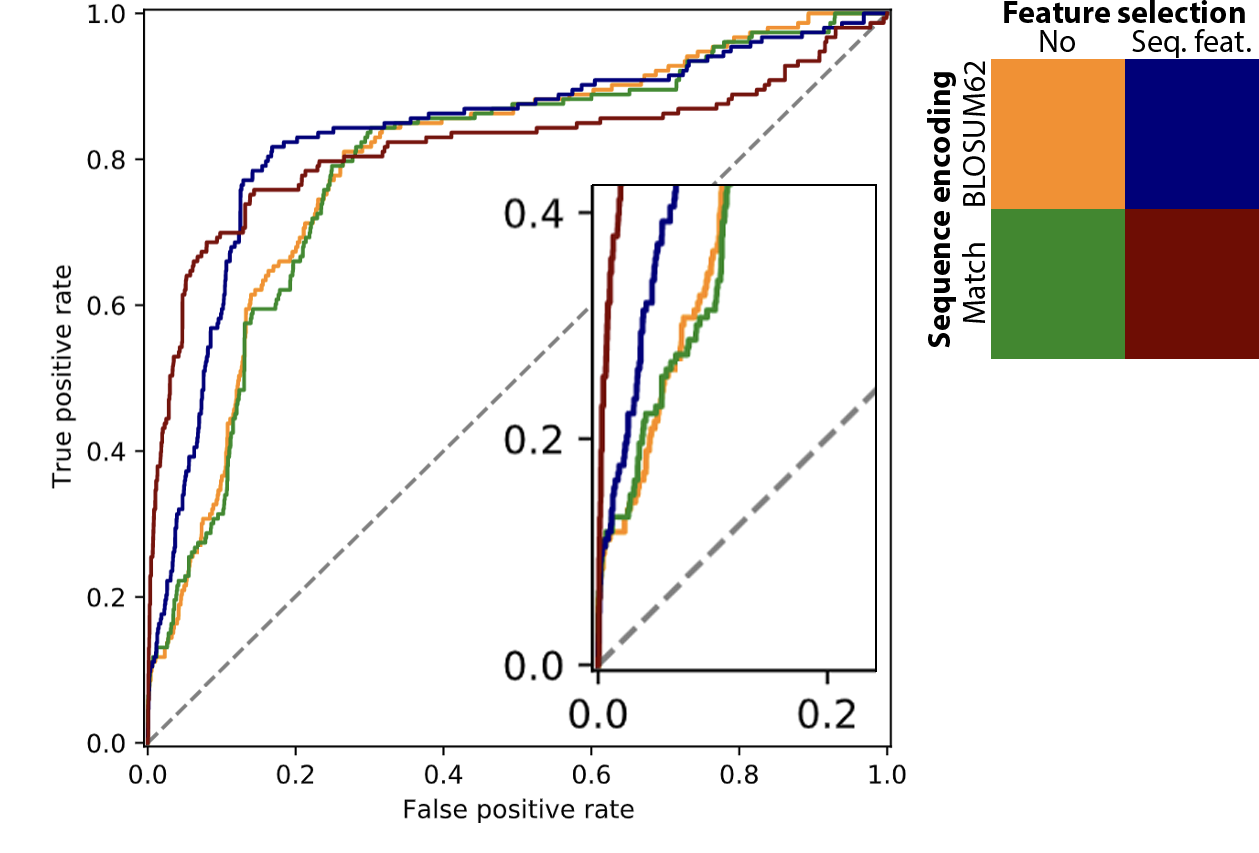 Feature selection
No Seq. feat.
Sequence encoding
BLOSUM62
Match
True positive rate
1.0
0.8
0.6
0.4
0.2
0.0
0.0 0.2 0.4 0.6 0.8 1.0
False positive rate
0.4
0.2
0.0
0.0 0.2